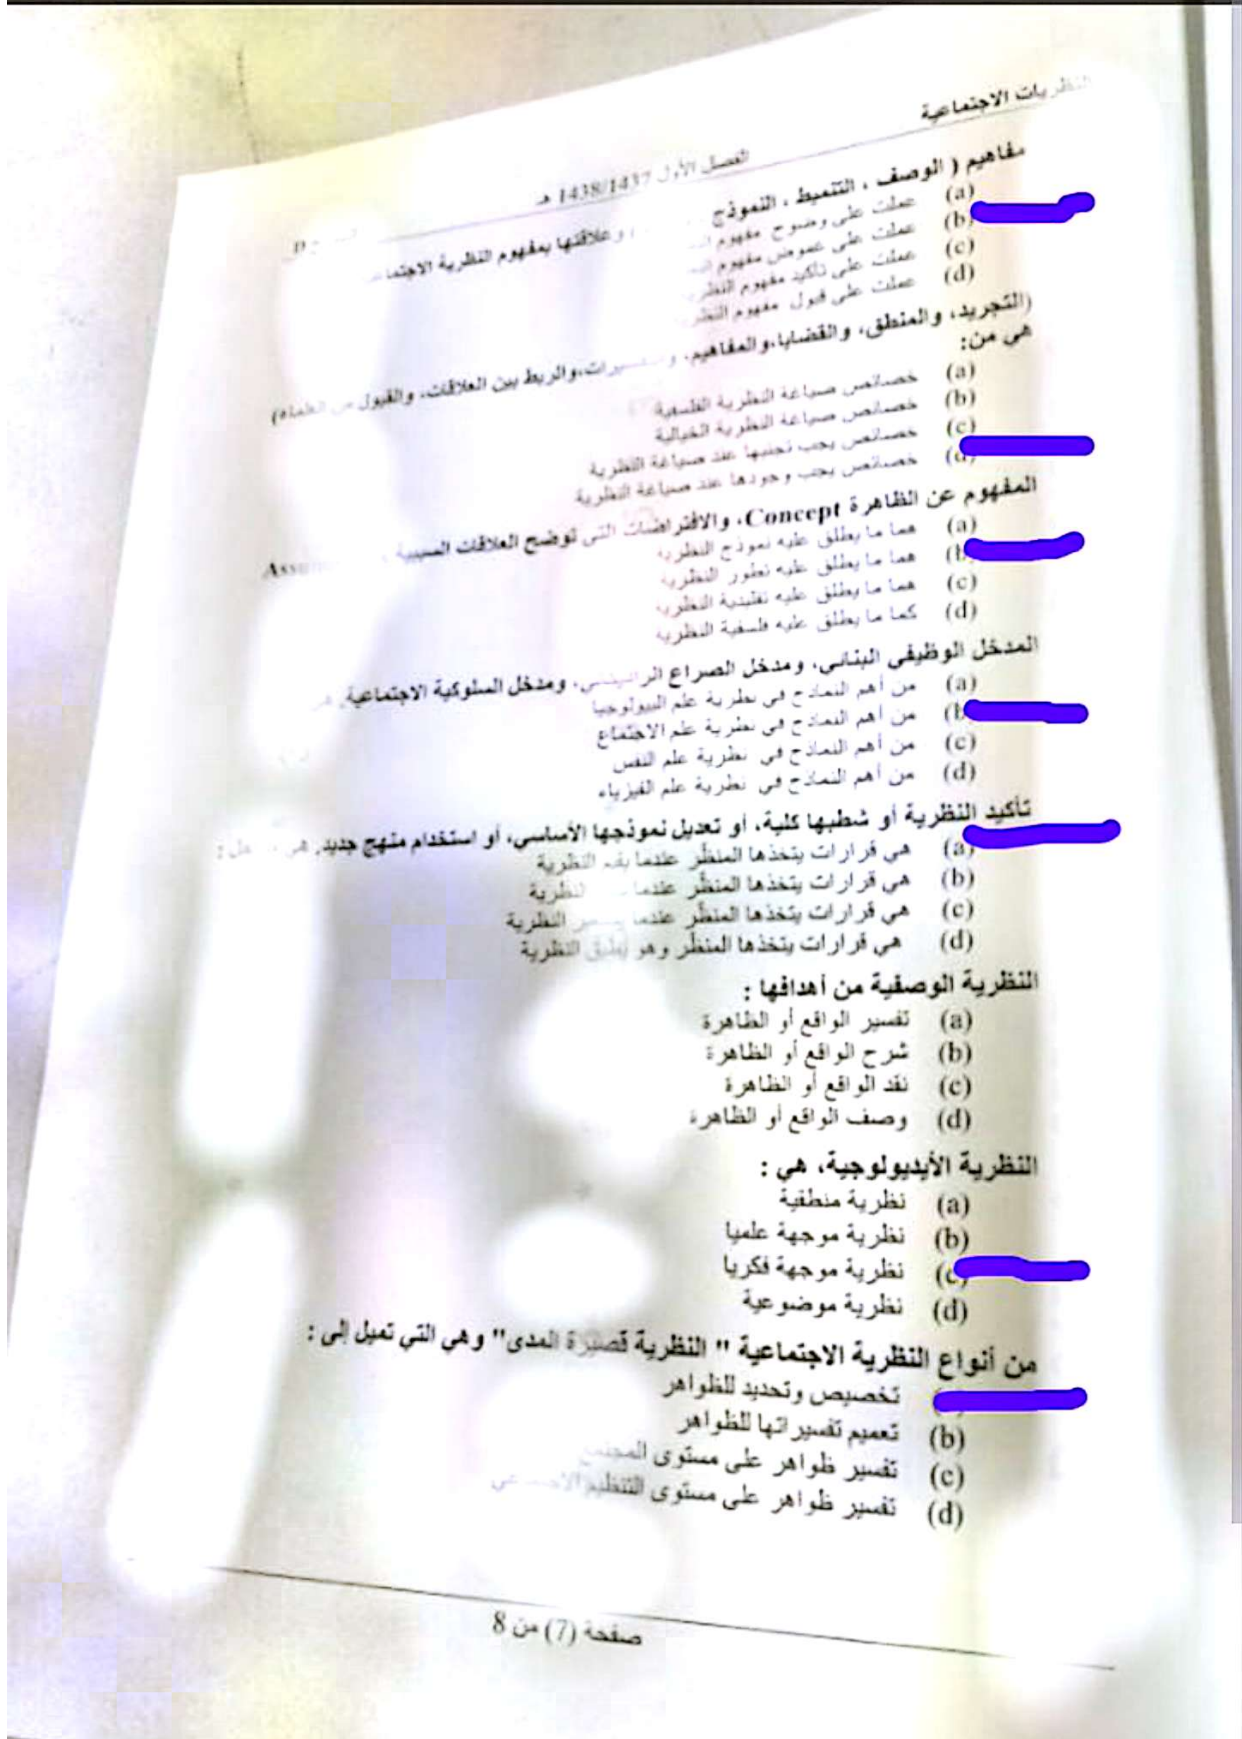 النظريات الاجتماعية
الفصل الأول 1438/1437 هـ
مفاهيم ( الوصف ، التنميط ، النموذج وعلاقتها بمفهوم النظرية
(a) عملت على وضوح مفهوم
(b) عملت على غموض مفهوم
(c) عملت على تأكيد مفهوم
(d) عملت على قبول مفهوم
(التجريد، والمنطق، والقضايا،والمفاهيم، والربط بين العلاقات، والقبول العلماء)
هي من:
(a) خصائص صياغة النظرية الفلسفية
(b) خصائص صياغة النظرية الخيالية
(c) خصائص يجب تجنبها عند صياغة النظرية
(d) خصائص يجب وجودها عند صياغة النظرية
المفهوم عن الظاهرة Concept، والافتراضات التي توضح العلاقات السببية
(a) هما ما يطلق عليه نموذج النظرية
(b هما ما يطلق عليه تطور النظرية
(c) هما ما يطلق عليه تقليدية النظرية
(d) كما ما يطلق عليه فلسفية النظرية
المدخل الوظيفي البنائي، ومدخل الصراع ومدخل السلوكية الاجتماعية,
(a) من أهم النماذج في نظرية علم البيولوجيا
(b من أهم النماذج في نظرية علم الاجتماع
(c) من أهم النماذج في نظرية علم النفس
(d) من أهم النماذج في نظرية علم الفيزياء
تأكيد النظرية أو شطبها كلية، أو تعديل نموذجها الأساسي، أو استخدام منهج جديد,
(a) هي قرارات يتخذها المنظّر عندما النظرية
(b) هي قرارات يتخذها المنظّر عندما النظرية
(c) هي قرارات يتخذها المنظّر عندما النظرية
(d) هي قرارات يتخذها المنظّر وهو يطبق النظرية
النظرية الوصفية من أهدافها :
(a) تفسير الواقع أو الظاهرة
(b) شرح الواقع أو الظاهرة
(c) نقد الواقع أو الظاهرة
(d) وصف الواقع أو الظاهرة
النظرية الأيديولوجية، هي :
(a) نظرية منطقية
(b) نظرية موجهة علميا
(c نظرية موجهة فكريا
(d) نظرية موضوعية
من أنواع النظرية الاجتماعية " النظرية قصيرة المدى" وهي التي تميل إلى :
تخصيص وتحديد للظواهر
(b) تعميم تفسيراتها للظواهر
(c) تفسير ظواهر على مستوى
(d) تفسير ظواهر على مستوى التنظيم
صفحة (7) من 8